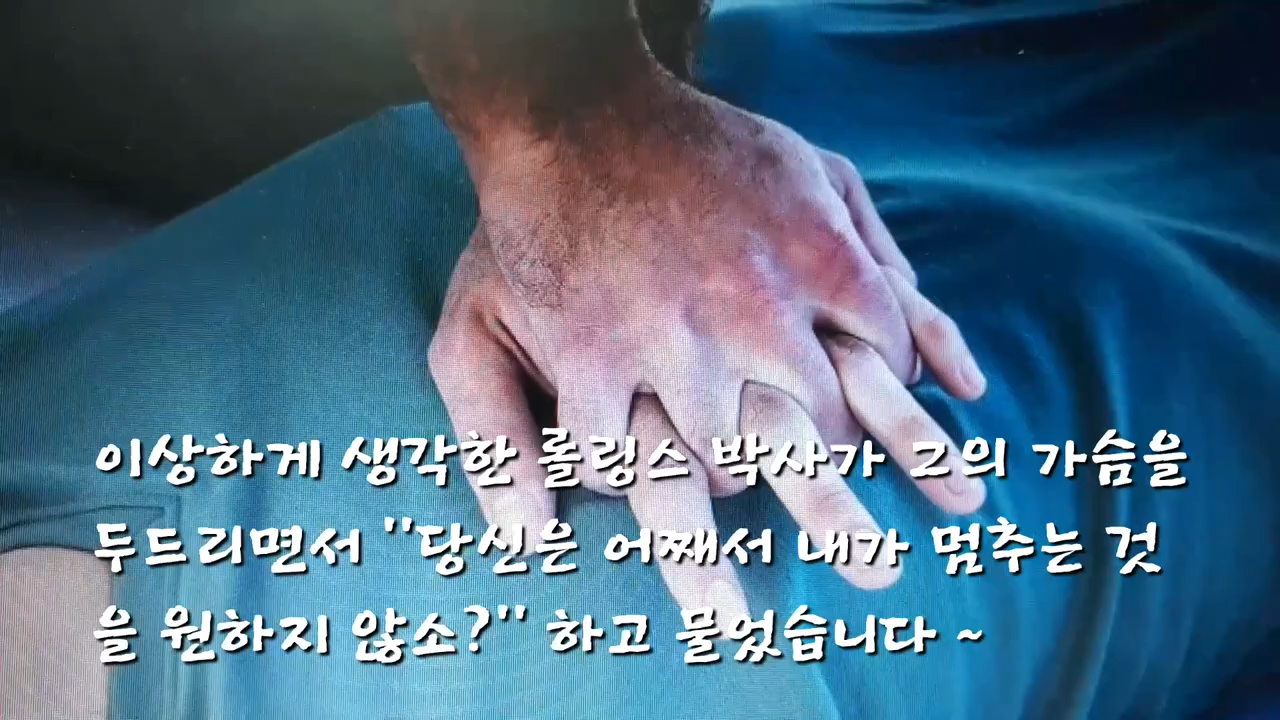 이상하게 생각한 롤링스 박사가 그의 가슴을
두드리면서 "당신은 어째서 내가 멈추는 것
을 원하지 않소?" 하고 물었습니다 ~